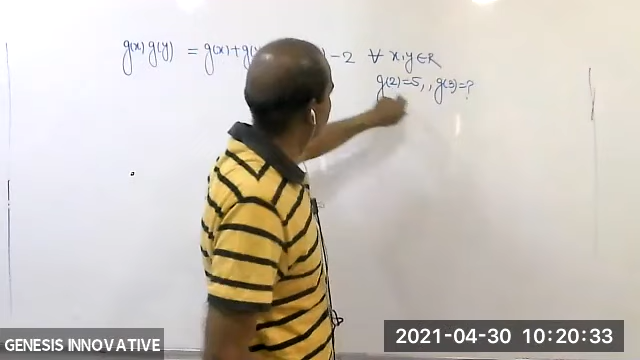 g(x) g(y) = g(x) + g( ) - 2 ∀ x, y ∈ R
g(2) = 5, , g(3) = ?
GENESIS INNOVATIVE
2021-04-30 10:20:33